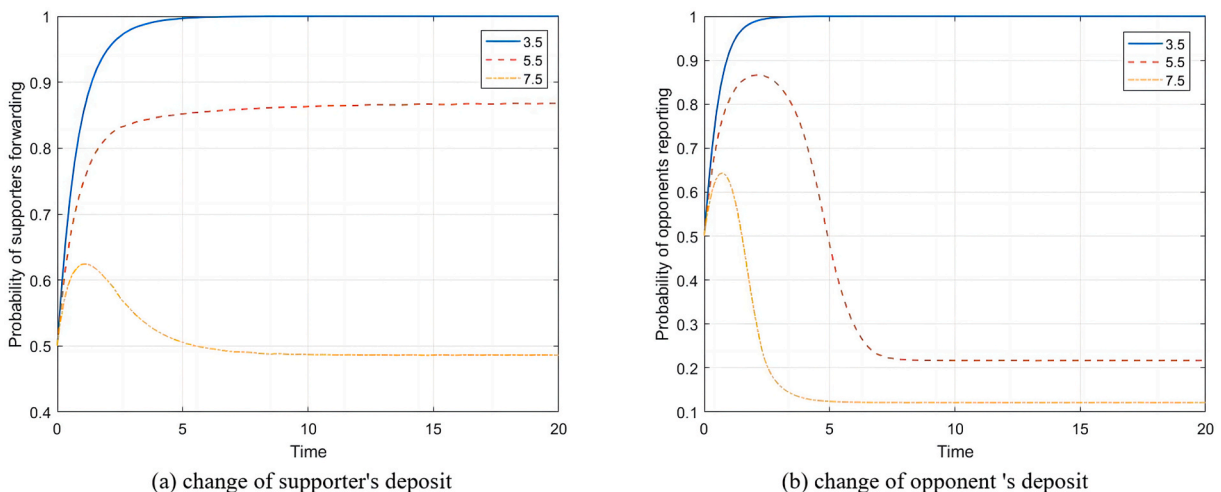 1
0.9
0.8
0.7
0.6
0.5
0.4
Probability of supporters forwarding
3.5
5.5
7.5
0 5 10 15 20
Time
(a) change of supporter's deposit
1
0.9
0.8
0.7
0.6
0.5
0.4
0.3
0.2
0.1
Probability of opponents reporting
3.5
5.5
7.5
0 5 10 15 20
Time
(b) change of opponent 's deposit